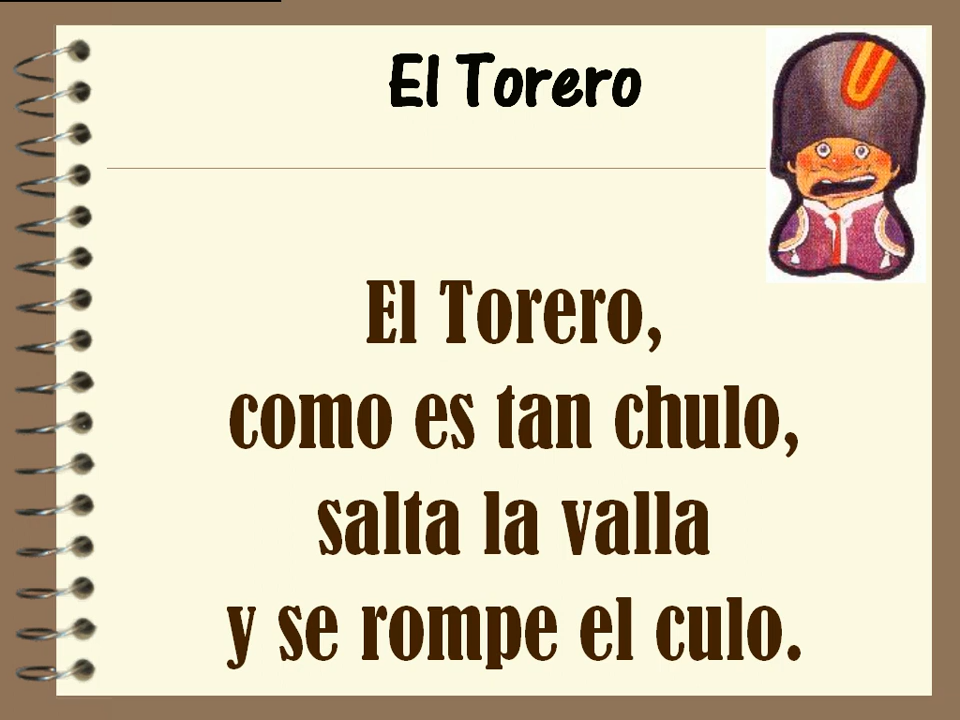 El Torero
El Torero,
como es tan chulo,
salta la valla
y se rompe el culo.